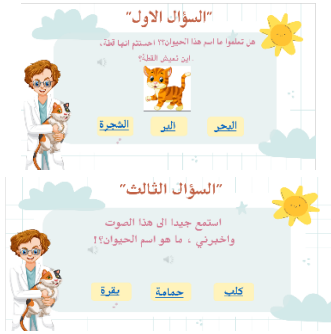 "السؤال الاول"
هل تعلموا ما اسم هذا الحيوان؟؟ احسنتم انها قطة،
اين تعيش القطة؟
البحر
البر
الشجرة
"السؤال الثالث"
استمع جيدا الى هذا الصوت
واخبرني ، ما هو اسم الحيوان؟!
كلب
حمامة
بقرة